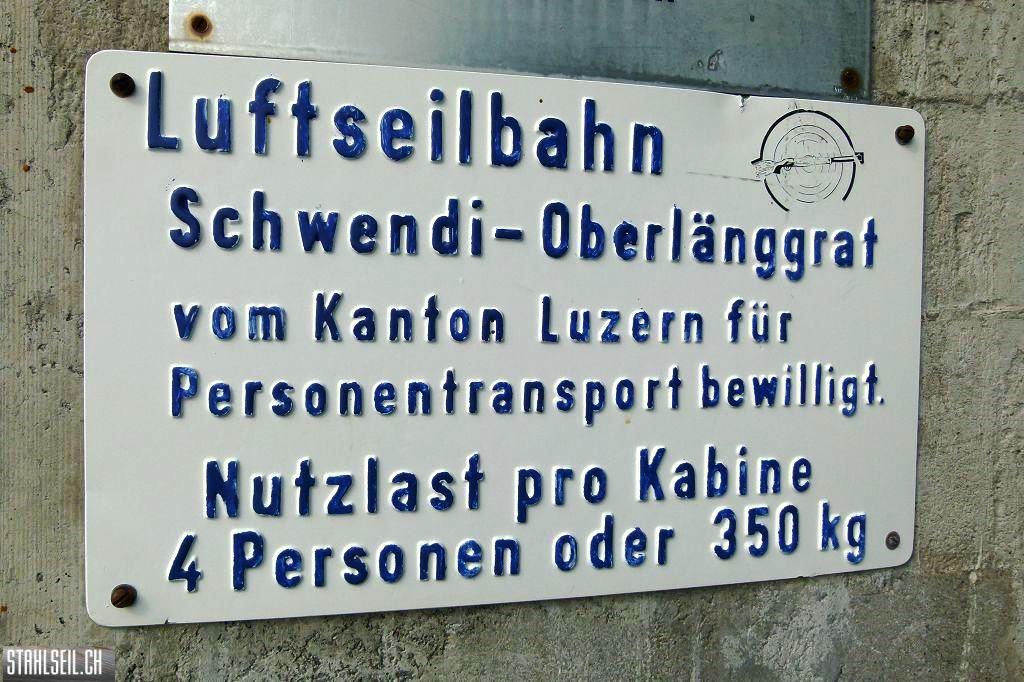 Luftseilbahn
Schwendi-Oberlänggrat
vom Kanton Luzern für
Personentransport bewilligt.
Nutzlast pro Kabine
4 Personen oder 350 kg
STAHLSEIL.CH